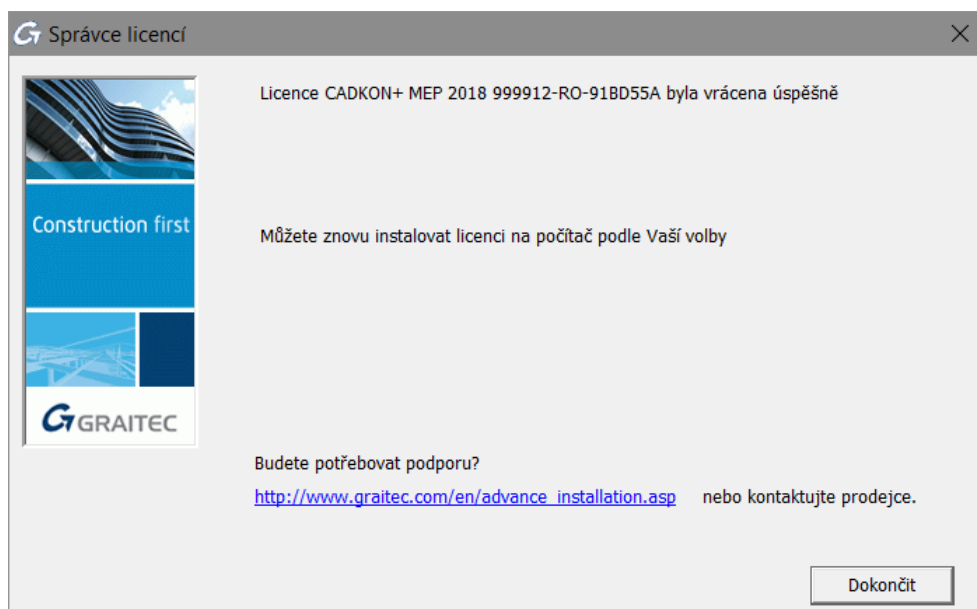 Správce licencí
Licence CADKON+ MEP 2018 999912-RO-91BD55A byla vrácena úspěšně
Construction first
Můžete znovu instalovat licenci na počítač podle Vaší volby
GRAITEC
Budete potřebovat podporu?
http://www.graitec.com/en/advance_installation.asp nebo kontaktujte prodejce.
Dokončit